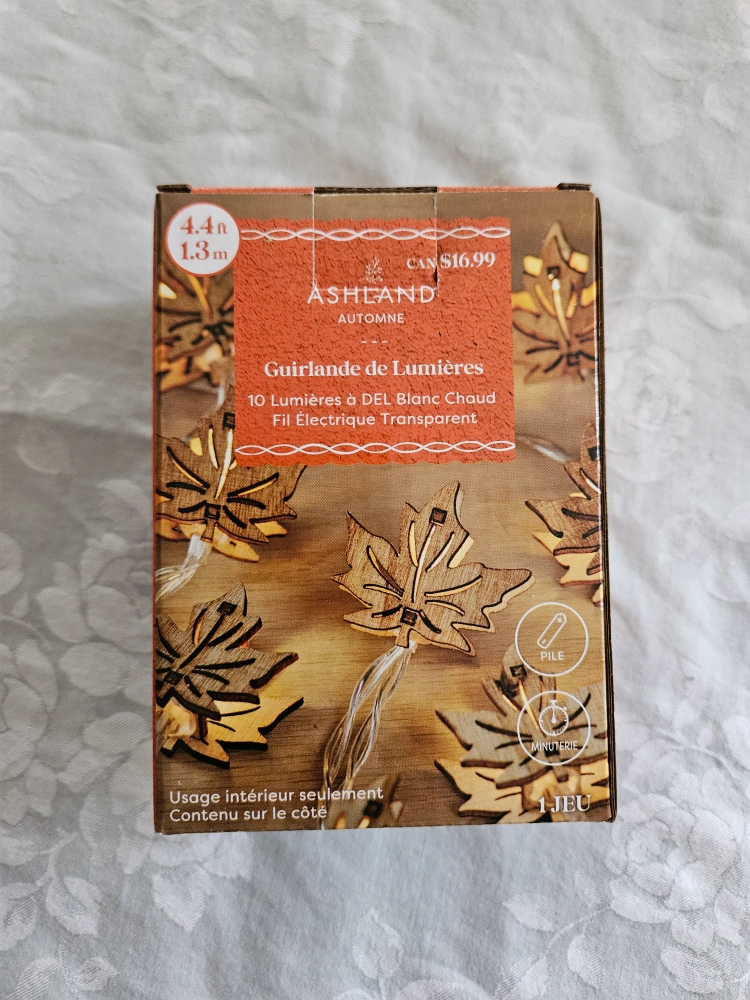 4.4 ft
1.3 m
CAN $16.99
ASHLAND
AUTOMNE
---
Guirlande de Lumières
10 Lumières à DEL Blanc Chaud
Fil Électrique Transparent
PILE
MINUTERIE
Usage intérieur seulement
Contenu sur le côté
1 JEU